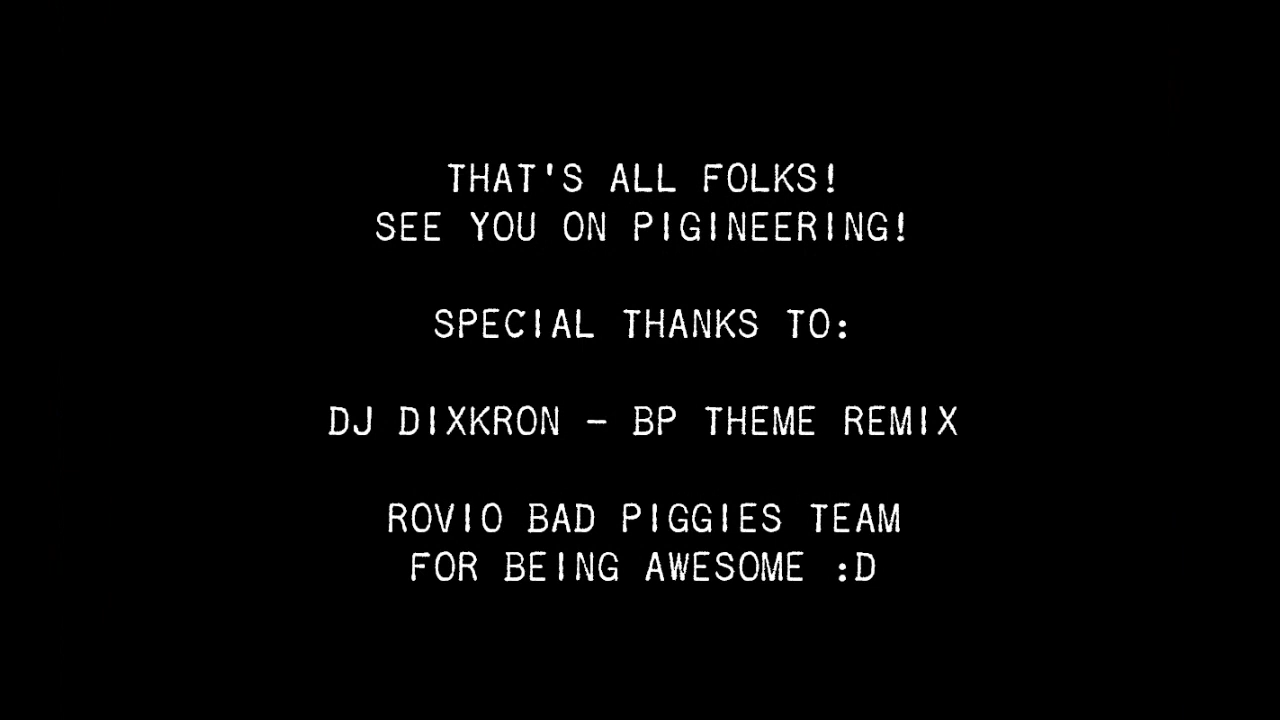 THAT'S ALL FOLKS!
SEE YOU ON PIGINEERING!
SPECIAL THANKS TO:
DJ DIXKRON - BP THEME REMIX
ROVIO BAD PIGGIES TEAM
FOR BEING AWESOME :D